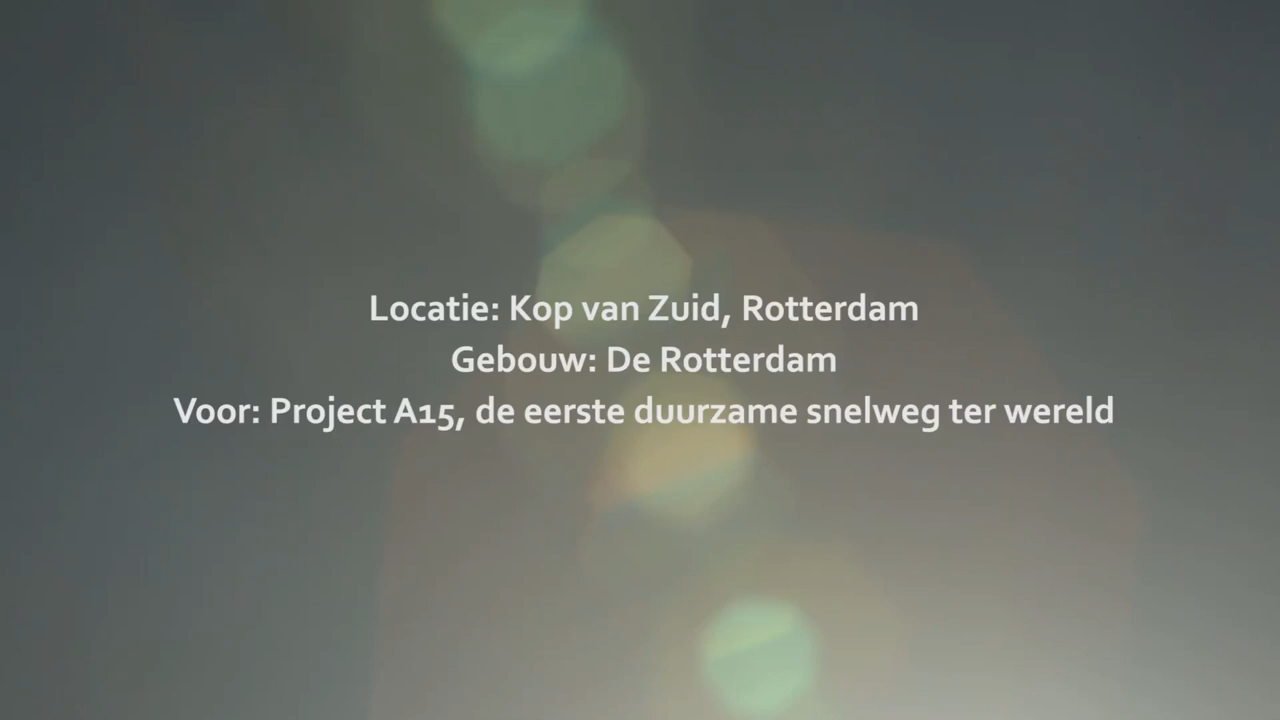 Locatie: Kop van Zuid, Rotterdam
Gebouw: De Rotterdam
Voor: Project A15, de eerste duurzame snelweg ter wereld